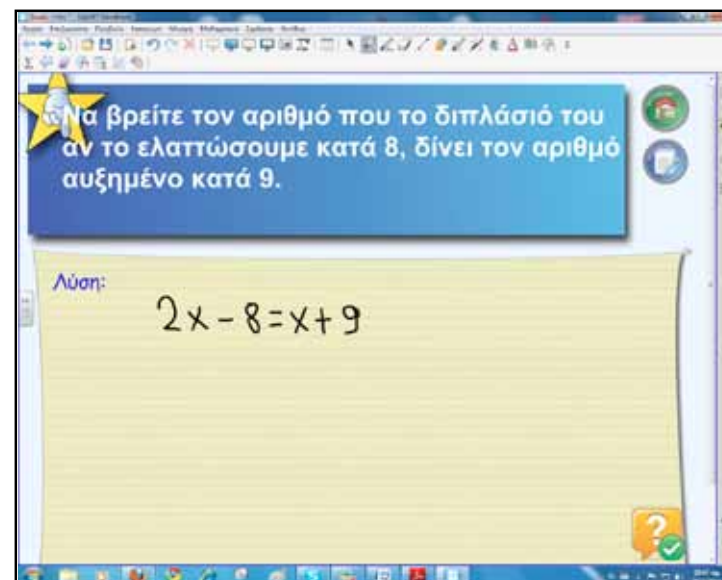 Να βρείτε τον αριθμό που το διπλάσιό του
αν το ελαττώσουμε κατά 8, δίνει τον αριθμό
αυξημένο κατά 9.
Λύση:
2x - 8 = x + 9